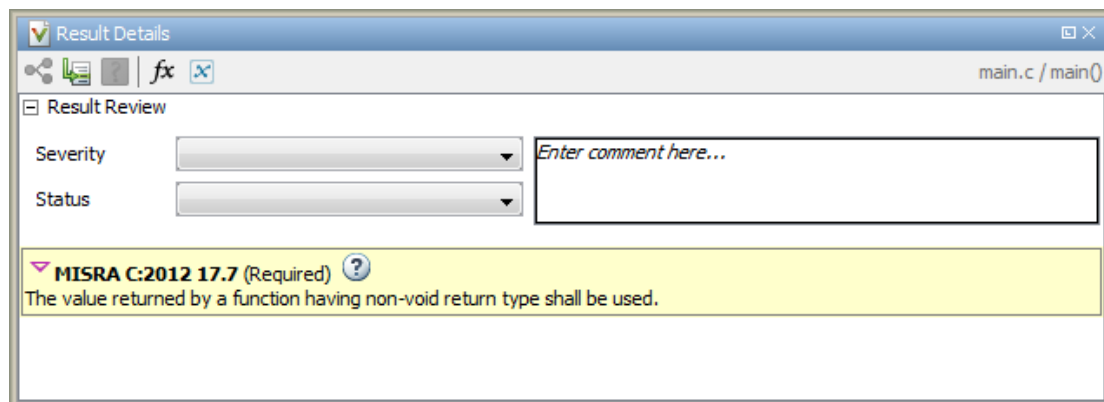 Result Details
fx x main.c / main()
Result Review
Severity Enter comment here...
Status
MISRA C:2012 17.7 (Required) ?
The value returned by a function having non-void return type shall be used.